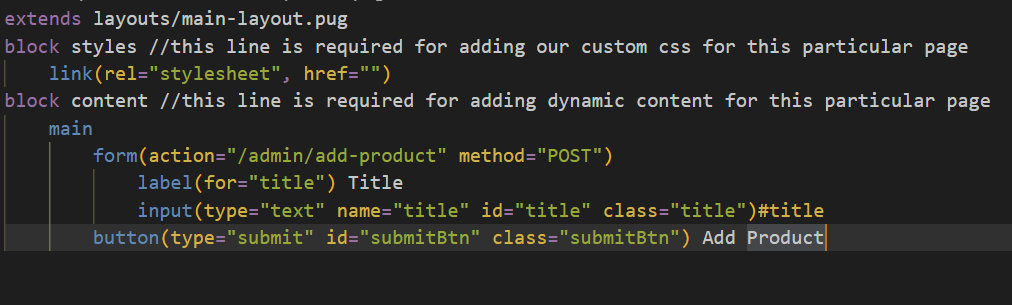 extends layouts/main-layout.pug
block styles //this line is required for adding our custom css for this particular page
    link(rel="stylesheet", href="")
block content //this line is required for adding dynamic content for this particular page
    main
        form(action="/admin/add-product" method="POST")
            label(for="title") Title
            input(type="text" name="title" id="title" class="title")#title
        button(type="submit" id="submitBtn" class="submitBtn") Add Product